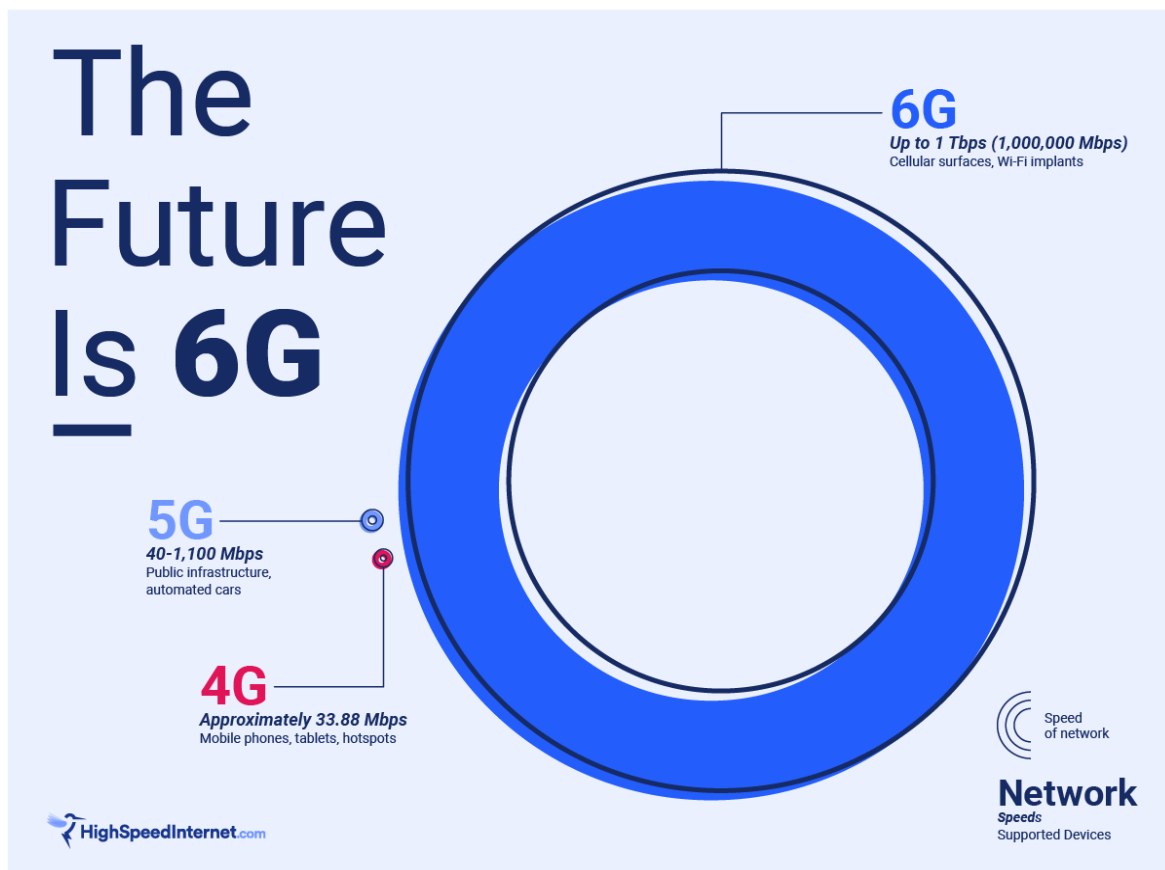 The
Future
Is 6G
6G
Up to 1 Tbps (1,000,000 Mbps)
Cellular surfaces, Wi-Fi implants
5G
40-1,100 Mbps
Public infrastructure,
automated cars
4G
Approximately 33.88 Mbps
Mobile phones, tablets, hotspots
Speed
of network
Network
Speeds
Supported Devices
HighSpeedInternet.com